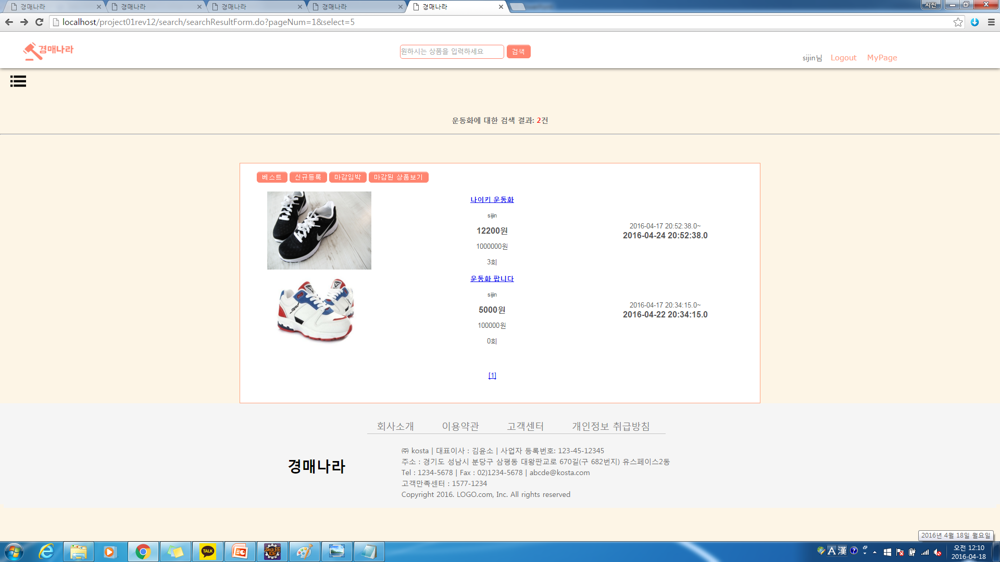 경매나라
경매나라
경매나라
경매나라
경매나라
시진
localhost/project01rev12/search/searchResultForm.do?pageNum=1&select=5
경매나라
원하시는 상품을 입력하세요
검색
sijin님 Logout MyPage
운동화에 대한 검색 결과: 2건
베스트 신규등록 마감임박 마감된 상품보기
나이키 운동화
sijin
12200원
1000000원
3회
2016-04-17 20:52:38.0~
2016-04-24 20:52:38.0
운동화 팝니다
sijin
5000원
100000원
0회
2016-04-17 20:34:15.0~
2016-04-22 20:34:15.0
[1]
회사소개 이용약관 고객센터 개인정보 취급방침
경매나라
㈜ kosta | 대표이사 : 김윤소 | 사업자 등록번호: 123-45-12345
주소 : 경기도 성남시 분당구 삼평동 대왕판교로 670길(구 682번지) 유스페이스2동
Tel : 1234-5678 | Fax : 02)1234-5678 | abcde@kosta.com
고객만족센터 : 1577-1234
Copyright 2016. LOGO.com, Inc. All rights reserved
2016년 4월 18일 월요일
TALK
Java EE
IDE
A 漢
오전 12:10
2016-04-18